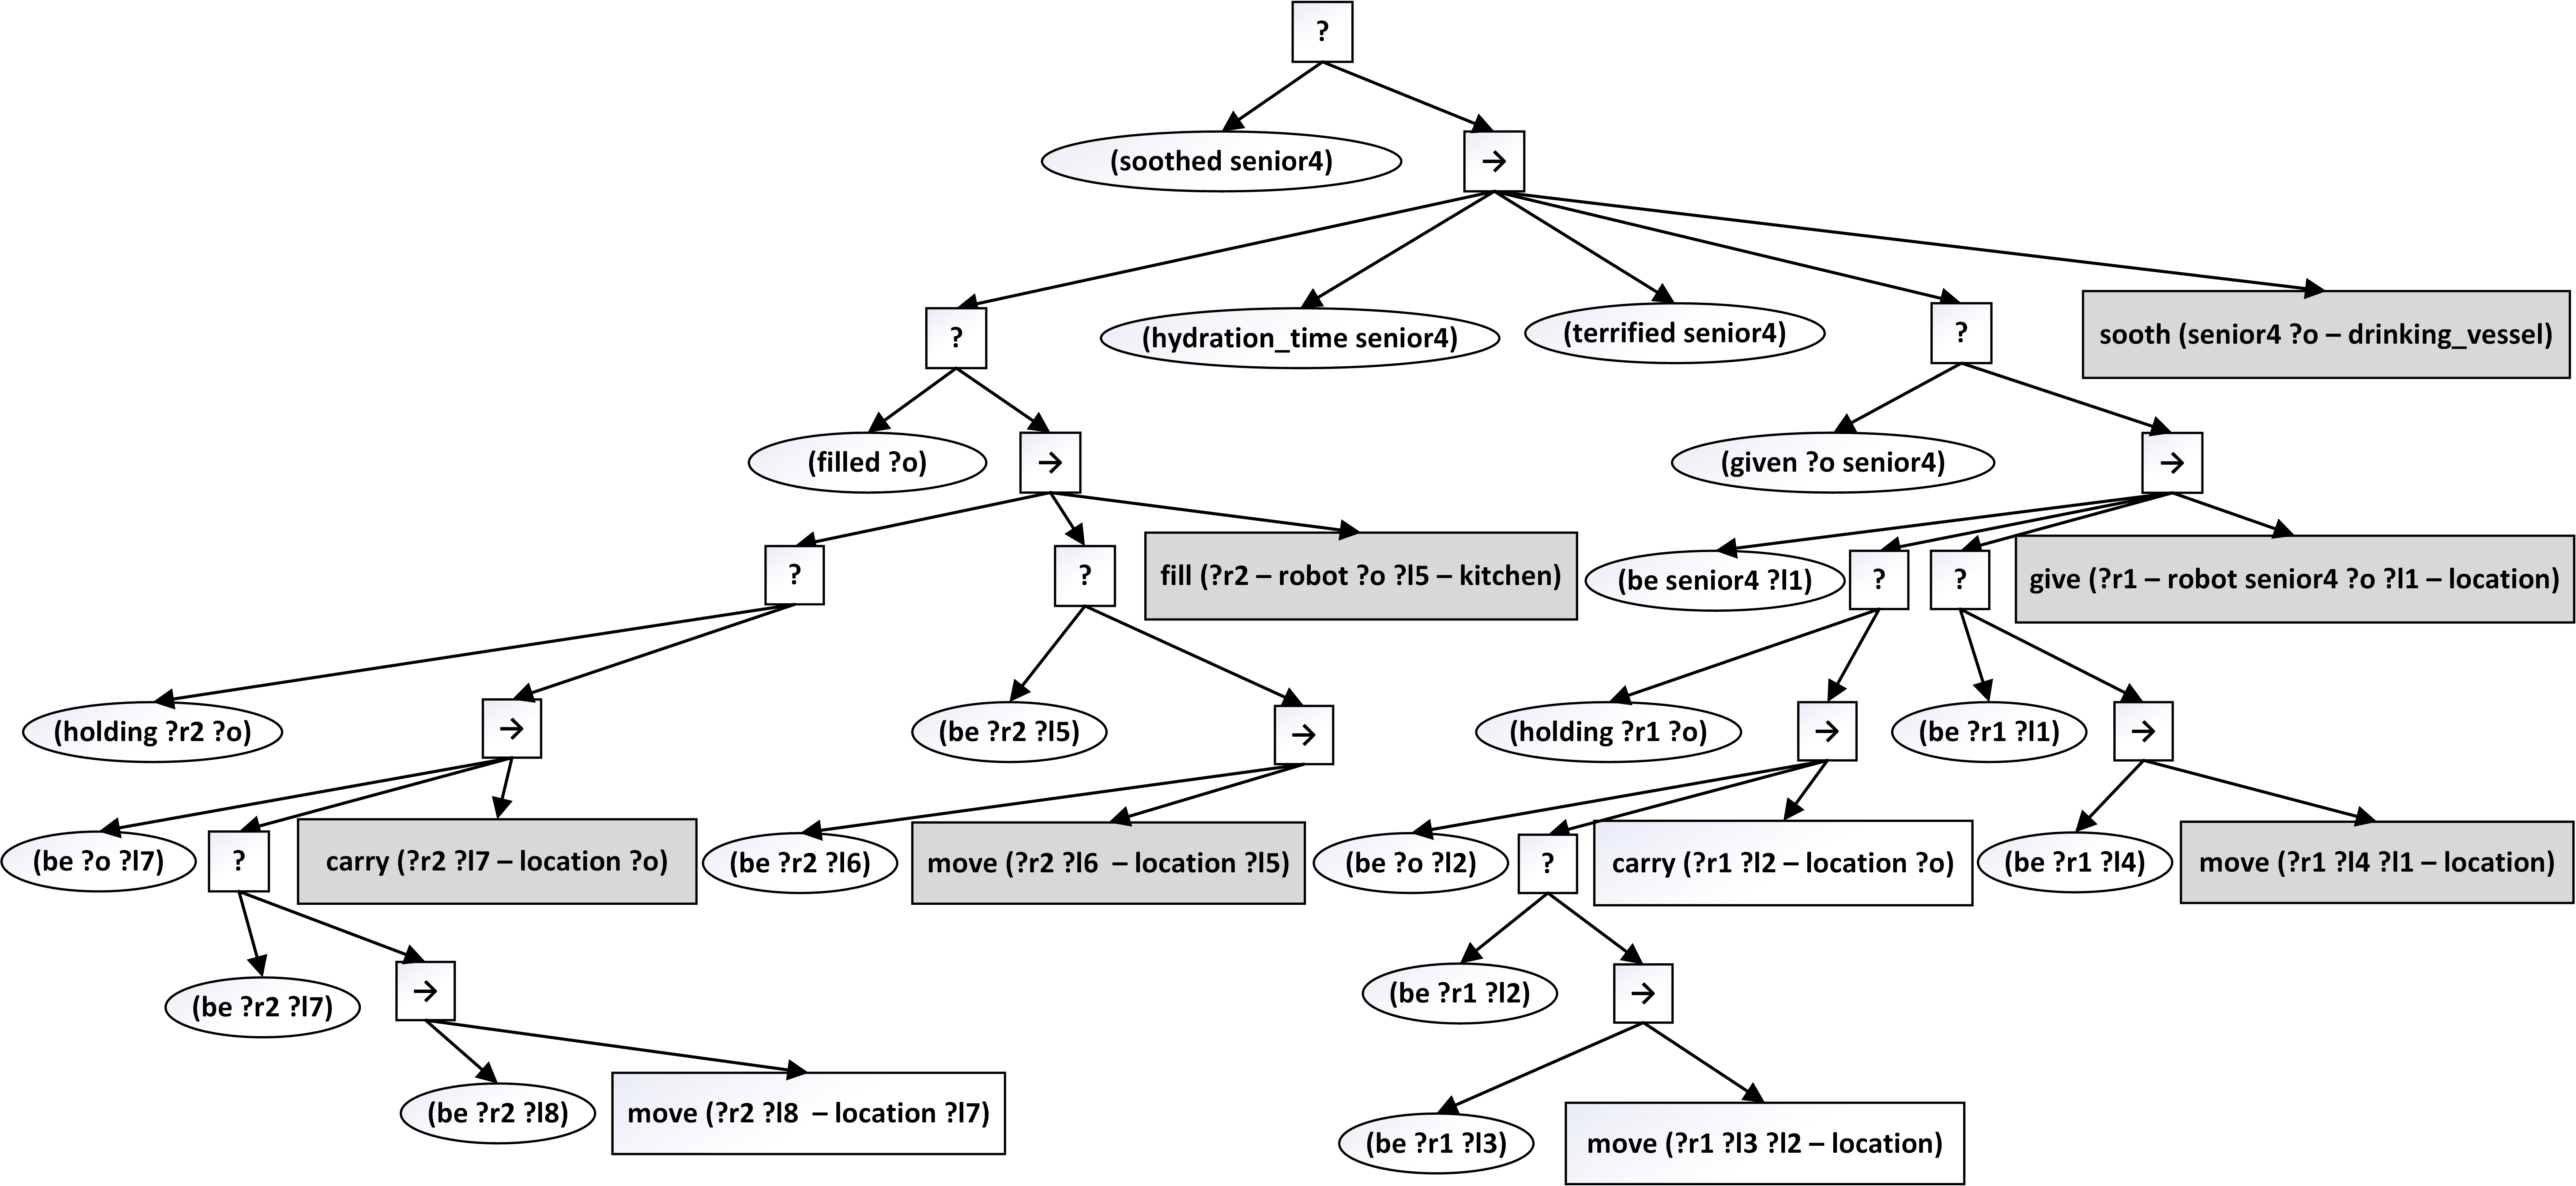 ?
(soothed senior4)
→
?
(hydration_time senior4)
(terrified senior4)
?
sooth (senior4 ?o – drinking_vessel)
(filled ?o)
→
(given ?o senior4)
→
?
?
fill (?r2 – robot ?o ?l5 – kitchen)
(be senior4 ?l1)
?
?
give (?r1 – robot senior4 ?o ?l1 – location)
(holding ?r2 ?o)
→
(be ?r2 ?l5)
→
(holding ?r1 ?o)
→
(be ?r1 ?l1)
→
(be ?o ?l7)
?
carry (?r2 ?l7 – location ?o)
(be ?r2 ?l6)
move (?r2 ?l6 – location ?l5)
(be ?o ?l2)
?
carry (?r1 ?l2 – location ?o)
(be ?r1 ?l4)
move (?r1 ?l4 ?l1 – location)
(be ?r2 ?l7)
→
(be ?r1 ?l2)
→
(be ?r2 ?l8)
move (?r2 ?l8 – location ?l7)
(be ?r1 ?l3)
move (?r1 ?l3 ?l2 – location)